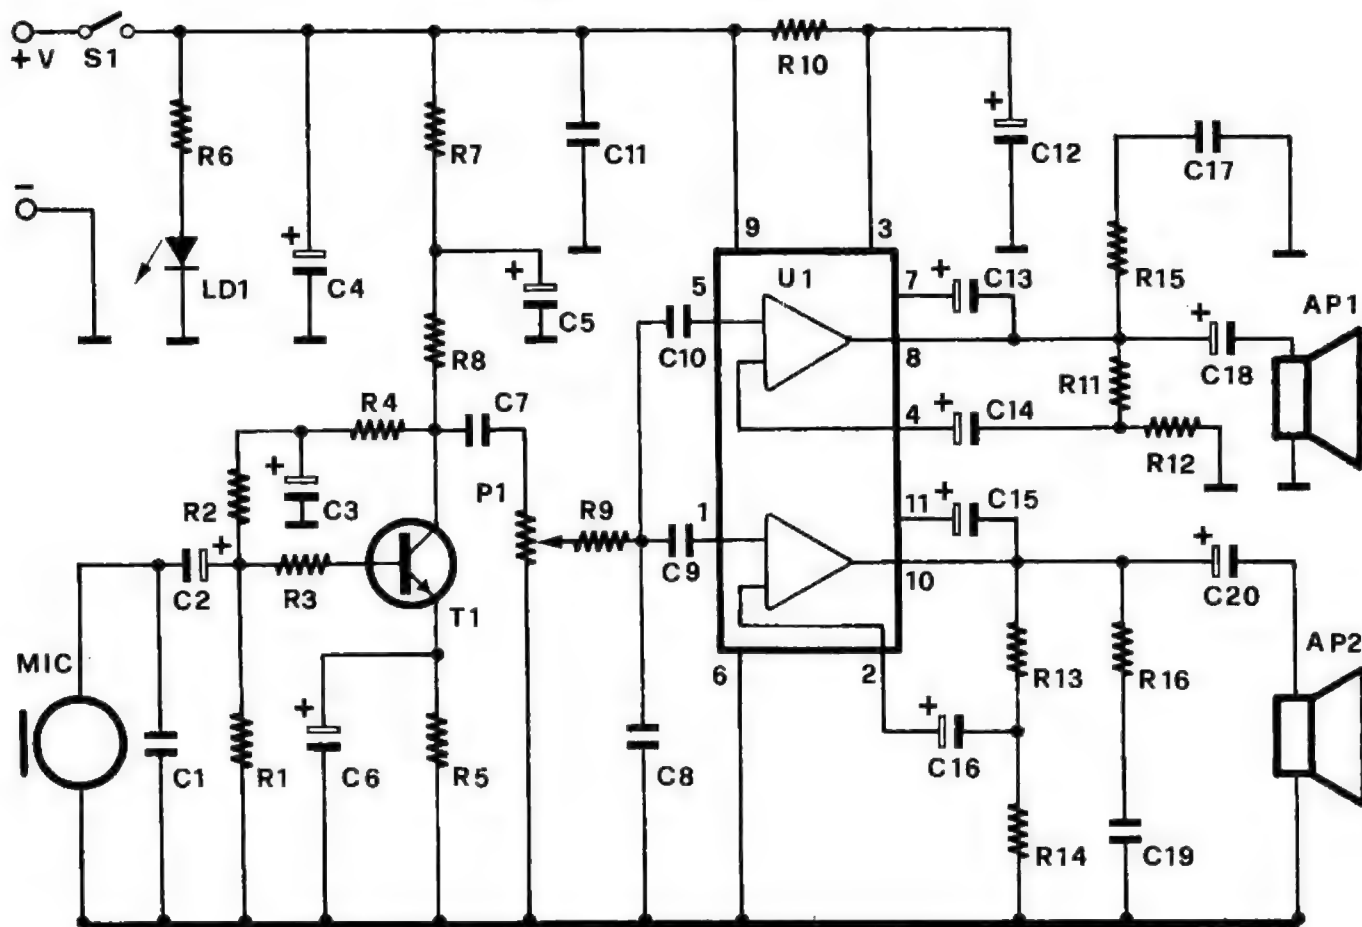 +V S1
R10
R6
R7
C11
C12
C17
−
9 3
LD1
C4
C5
5
U1
7
+
C13
R15
AP1
C10
R8
8
R11
C18
R4
C7
4
+
C14
R12
R2
C3
P1
R9
1
11
+
C15
C2
R3
T1
C9
10
C20
MIC
6
2
R13
R16
AP2
C1
R1
C6
R5
C8
C16
R14
C19
+
+
+
+
+
+
+
+
+
+